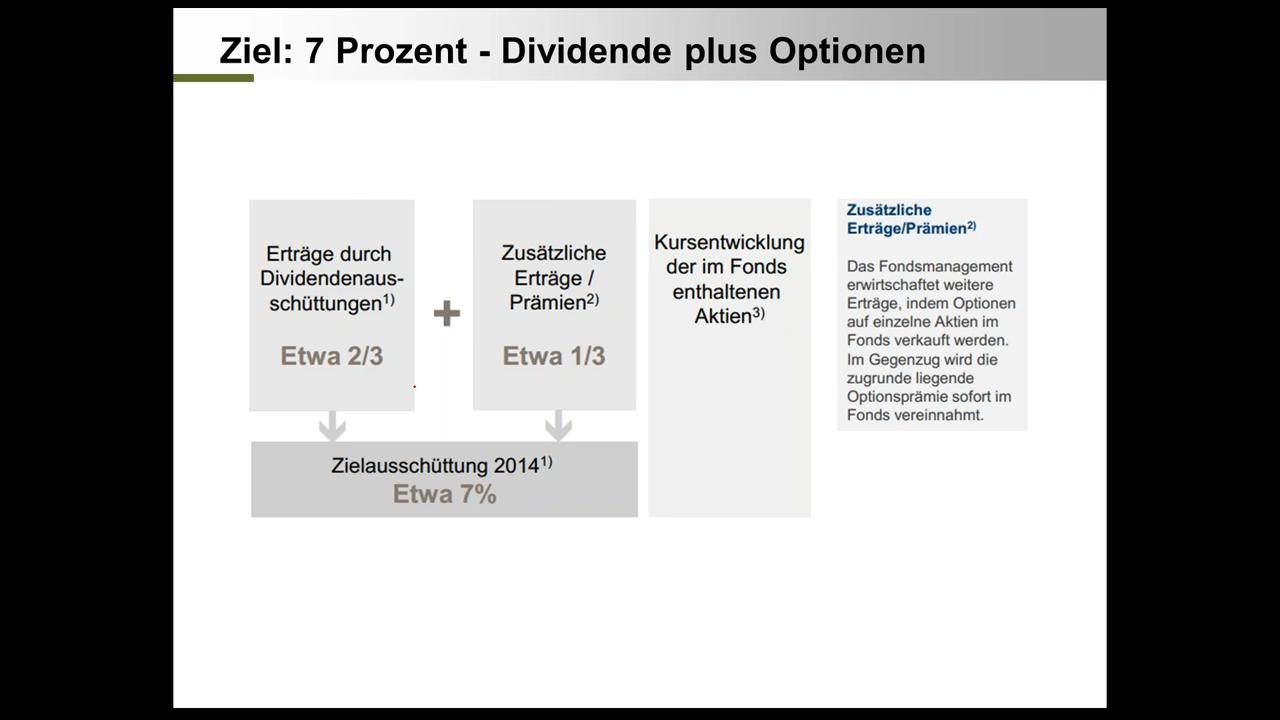 Ziel: 7 Prozent - Dividende plus Optionen
Erträge durch
Dividendenaus-
schüttungen1)
Etwa 2/3
+
Zusätzliche
Erträge /
Prämien2)
Etwa 1/3
Zielausschüttung 20141)
Etwa 7%
Kursentwicklung
der im Fonds
enthaltenen
Aktien3)
Zusätzliche
Erträge/Prämien2)
Das Fondsmanagement
erwirtschaftet weitere
Erträge, indem Optionen
auf einzelne Aktien im
Fonds verkauft werden.
Im Gegenzug wird die
zugrunde liegende
Optionsprämie sofort im
Fonds vereinnahmt.